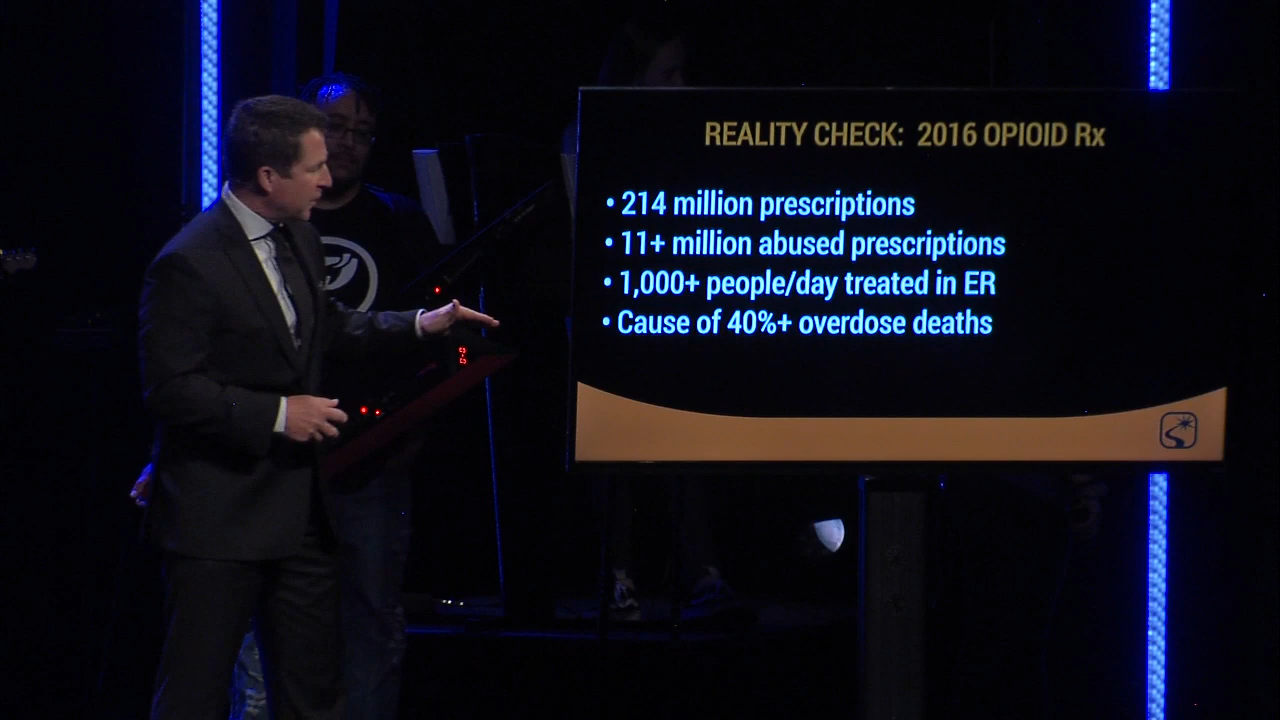 REALITY CHECK: 2016 OPIOID Rx
• 214 million prescriptions
• 11+ million abused prescriptions
• 1,000+ people/day treated in ER
• Cause of 40%+ overdose deaths